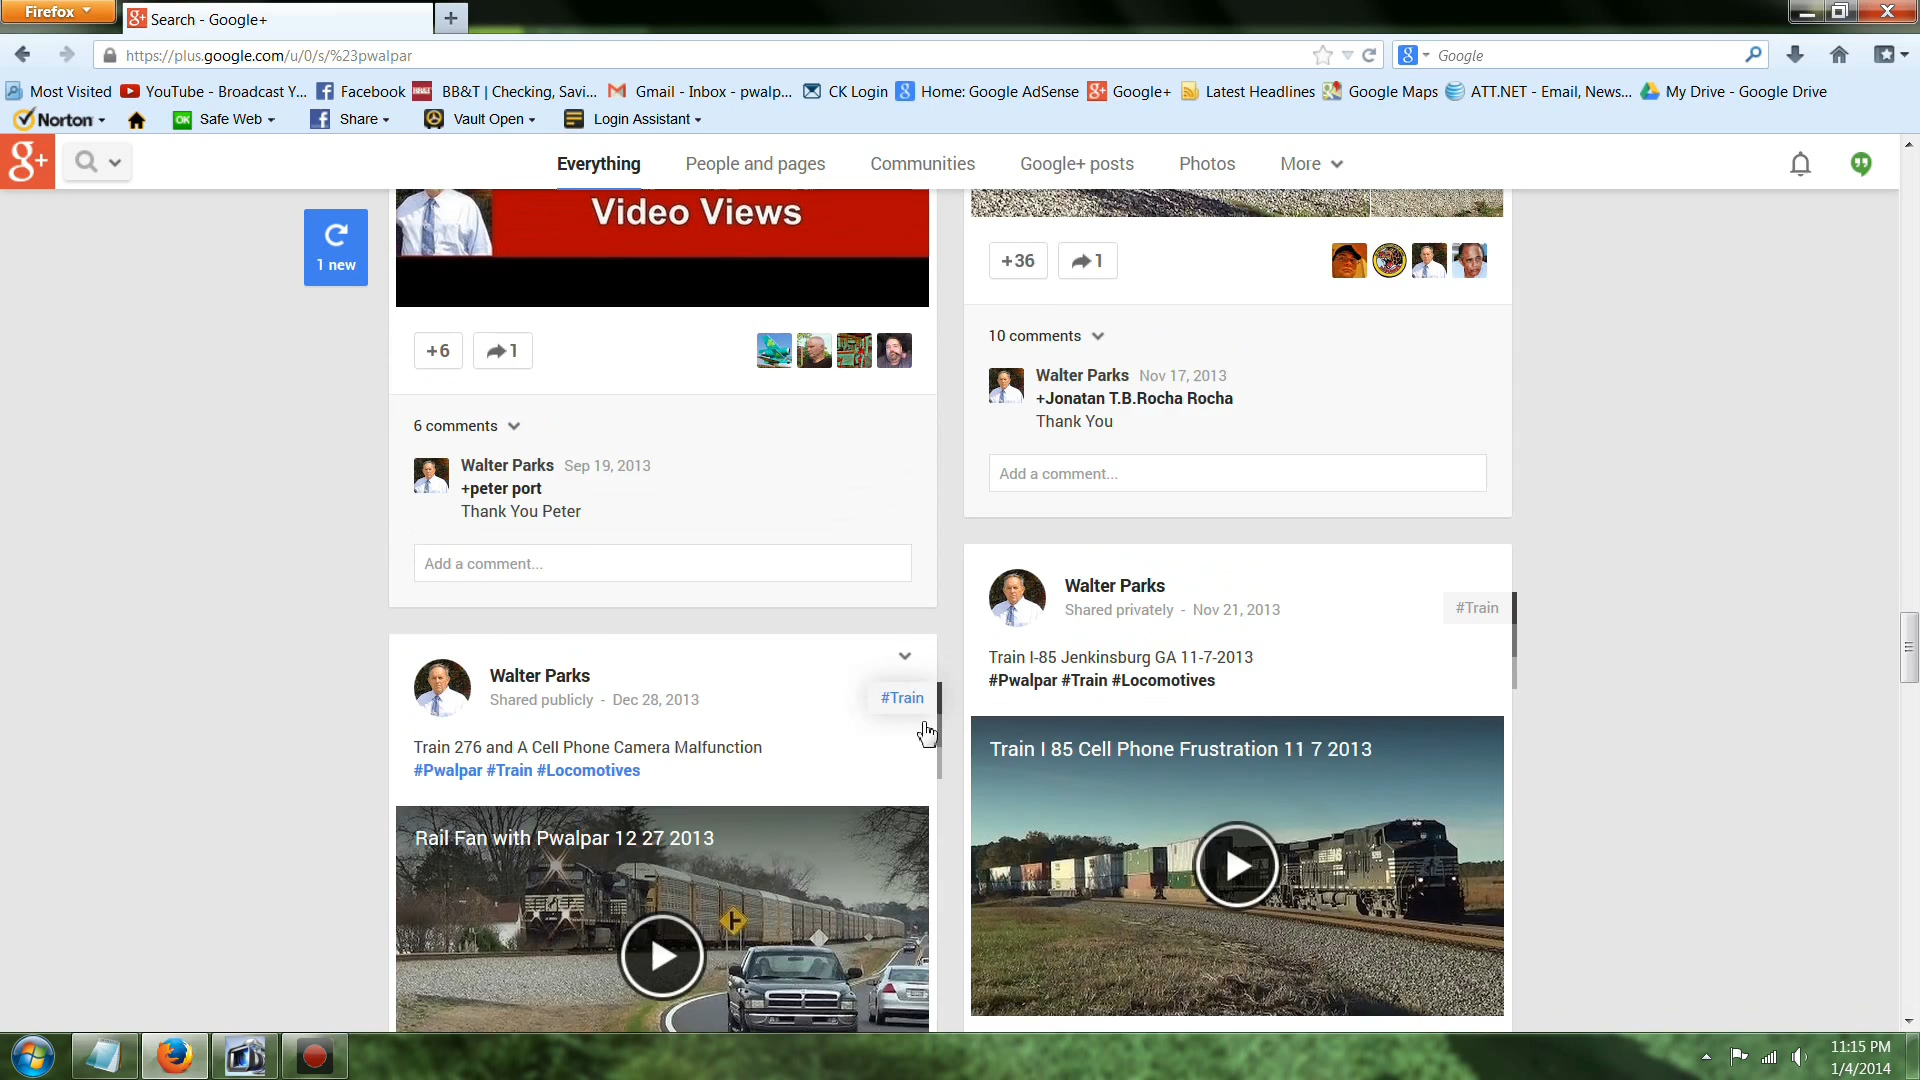 Firefox
Search - Google+
https://plus.google.com/u/0/s/%23pwalpar
Google
Most Visited
YouTube - Broadcast Y...
Facebook
BB&T | Checking, Savi...
Gmail - Inbox - pwalp...
CK Login
Home: Google AdSense
Google+
Latest Headlines
Google Maps
ATT.NET - Email, News...
My Drive - Google Drive
Norton
Safe Web
Share
Vault Open
Login Assistant
g+
Everything
People and pages
Communities
Google+ posts
Photos
More
1 new
Video Views
+6
1
6 comments
Walter Parks Sep 19, 2013
+peter port
Thank You Peter
Add a comment...
Walter Parks
Shared publicly - Dec 28, 2013
#Train
Train 276 and A Cell Phone Camera Malfunction
#Pwalpar #Train #Locomotives
Rail Fan with Pwalpar 12 27 2013
+36
1
10 comments
Walter Parks Nov 17, 2013
+Jonatan T.B.Rocha Rocha
Thank You
Add a comment...
Walter Parks
Shared privately - Nov 21, 2013
#Train
Train I-85 Jenkinsburg GA 11-7-2013
#Pwalpar #Train #Locomotives
Train I 85 Cell Phone Frustration 11 7 2013
11:15 PM
1/4/2014